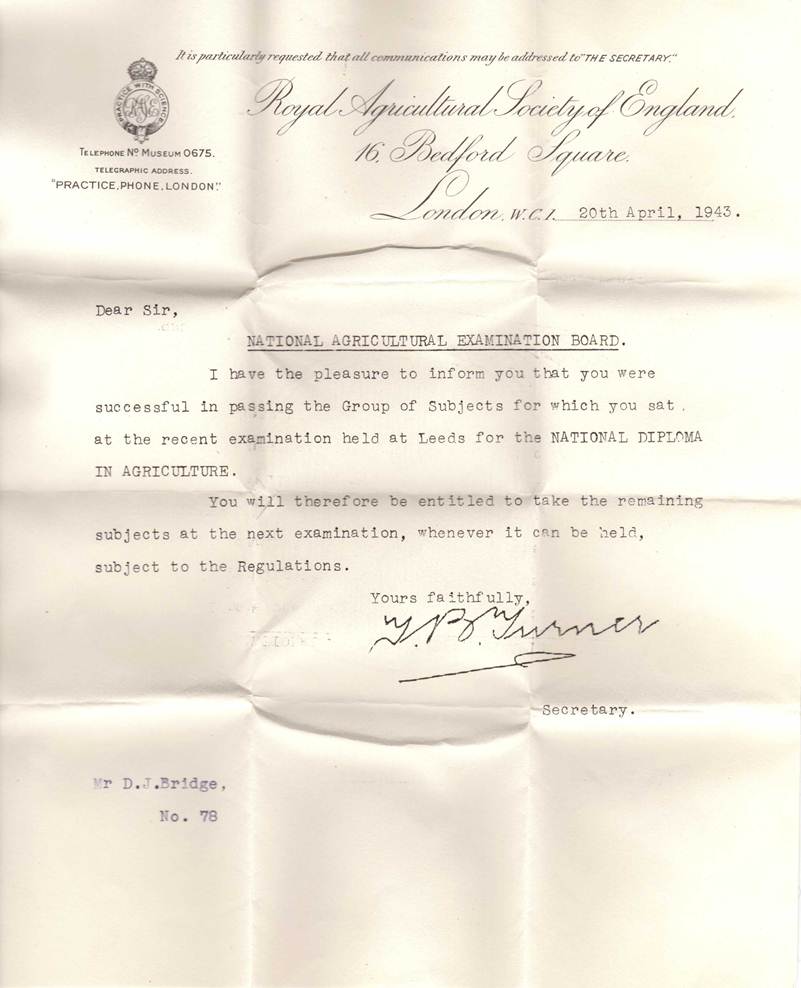 It is particularly requested that all communications may be addressed to "THE SECRETARY."
PRACTICE WITH SCIENCE
Royal Agricultural Society of England,
16, Bedford Square.
TELEPHONE Nº MUSEUM 0675.
TELEGRAPHIC ADDRESS.
"PRACTICE, PHONE, LONDON."
London, W.C.1. 20th April, 1943.
Dear Sir,
NATIONAL AGRICULTURAL EXAMINATION BOARD.
I have the pleasure to inform you that you were
successful in passing the Group of Subjects for which you sat.
at the recent examination held at Leeds for the NATIONAL DIPLOMA
IN AGRICULTURE.
You will therefore be entitled to take the remaining
subjects at the next examination, whenever it can be held,
subject to the Regulations.
Yours faithfully,
T.B. Turner
Secretary.
Mr D.J.Bridge,
No. 78